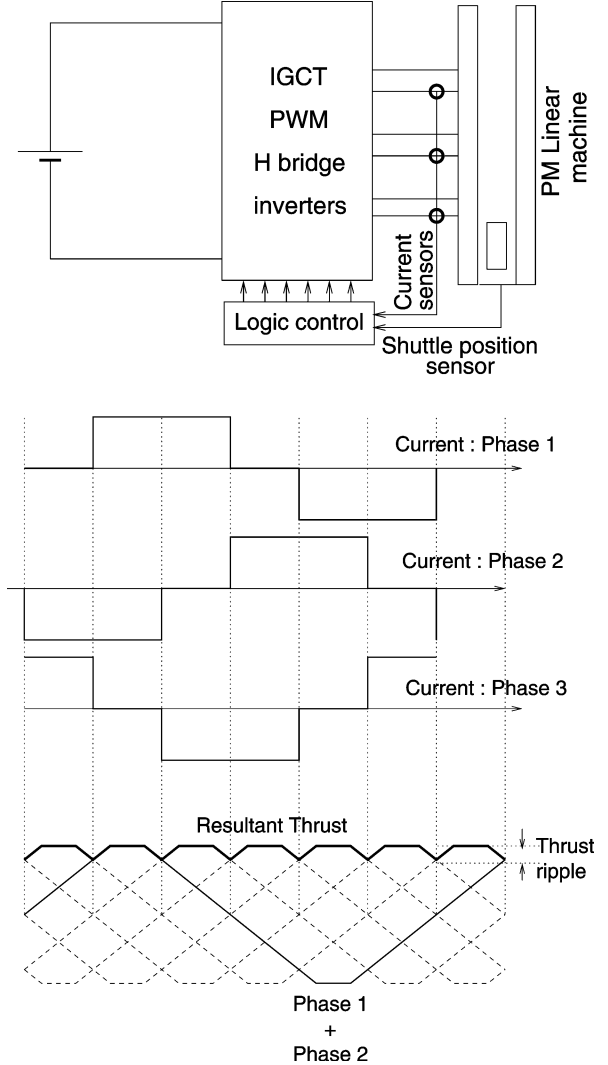 IGCT
PWM
H bridge
inverters
PM Linear
machine
Current
sensors
Logic control
Shuttle position
sensor
Current : Phase 1
Current : Phase 2
Current : Phase 3
Resultant Thrust
Thrust
ripple
Phase 1
+
Phase 2